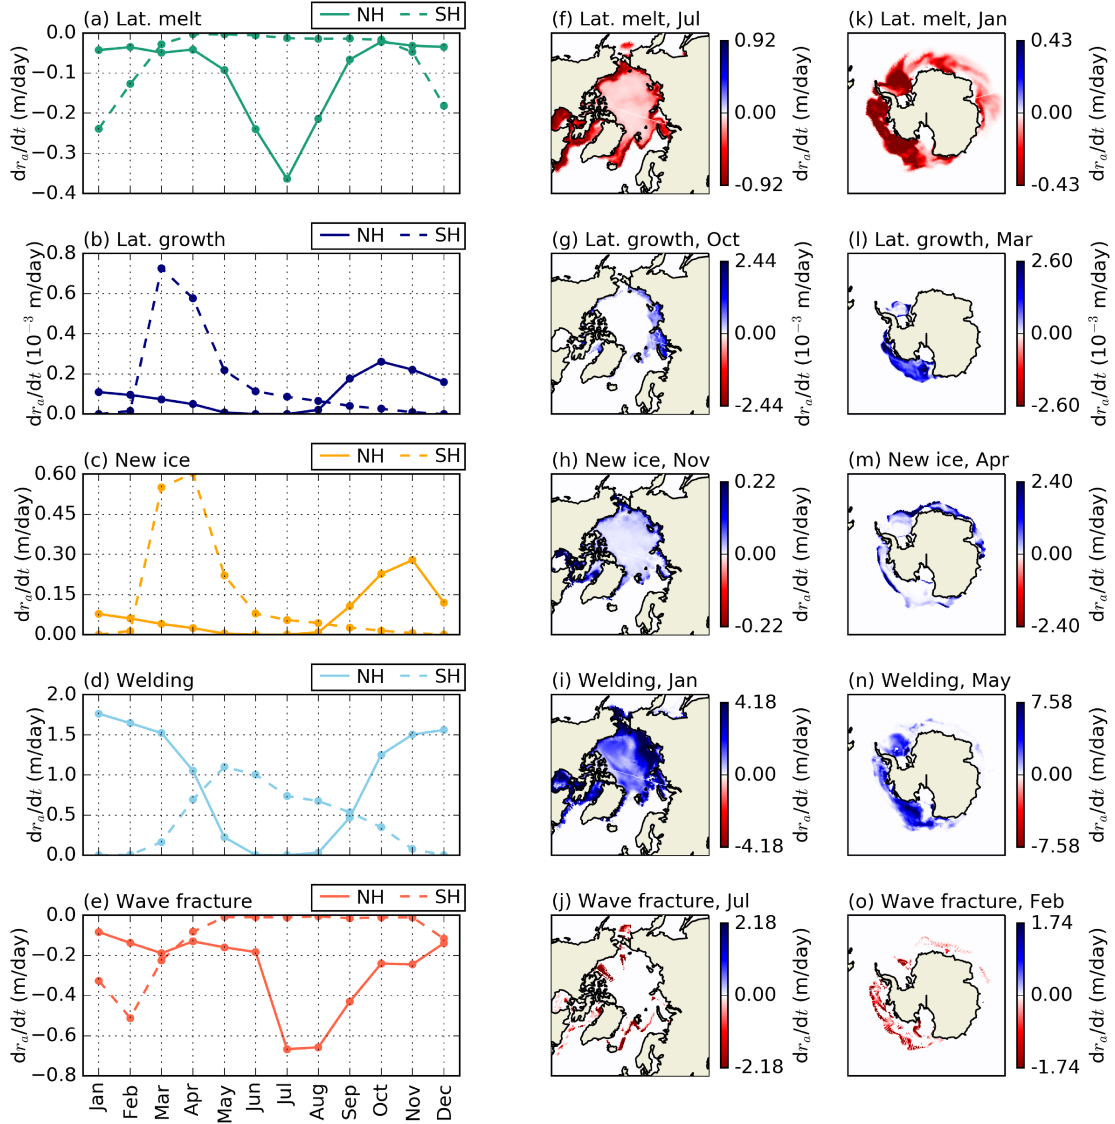 (a) Lat. melt
NH
SH
0.0
−0.1
−0.2
−0.3
−0.4
dr_a/dt (m/day)
(f) Lat. melt, Jul
0.92
0.00
-0.92
dr_a/dt (m/day)
(k) Lat. melt, Jan
0.43
0.00
-0.43
dr_a/dt (m/day)
(b) Lat. growth
NH
SH
0.8
0.6
0.4
0.2
0.0
dr_a/dt (10⁻³ m/day)
(g) Lat. growth, Oct
2.44
0.00
-2.44
dr_a/dt (10⁻³ m/day)
(l) Lat. growth, Mar
2.60
0.00
-2.60
dr_a/dt (10⁻³ m/day)
(c) New ice
NH
SH
0.60
0.45
0.30
0.15
0.00
dr_a/dt (m/day)
(h) New ice, Nov
0.22
0.00
-0.22
dr_a/dt (m/day)
(m) New ice, Apr
2.40
0.00
-2.40
dr_a/dt (m/day)
(d) Welding
NH
SH
2.0
1.5
1.0
0.5
0.0
dr_a/dt (m/day)
(i) Welding, Jan
4.18
0.00
-4.18
dr_a/dt (m/day)
(n) Welding, May
7.58
0.00
-7.58
dr_a/dt (m/day)
(e) Wave fracture
NH
SH
0.0
−0.2
−0.4
−0.6
−0.8
dr_a/dt (m/day)
Jan
Feb
Mar
Apr
May
Jun
Jul
Aug
Sep
Oct
Nov
Dec
(j) Wave fracture, Jul
2.18
0.00
-2.18
dr_a/dt (m/day)
(o) Wave fracture, Feb
1.74
0.00
-1.74
dr_a/dt (m/day)